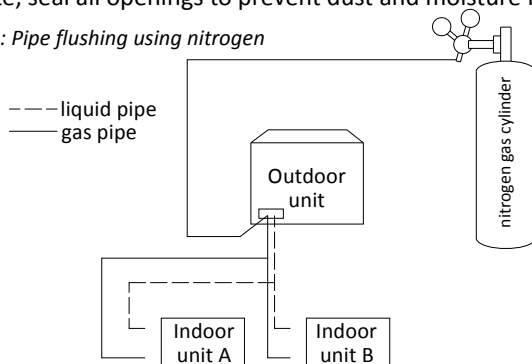 seal all openings to prevent dust and moisture
: Pipe flushing using nitrogen
nitrogen gas cylinder
liquid pipe
gas pipe
Outdoor
unit
Indoor
unit A
Indoor
unit B